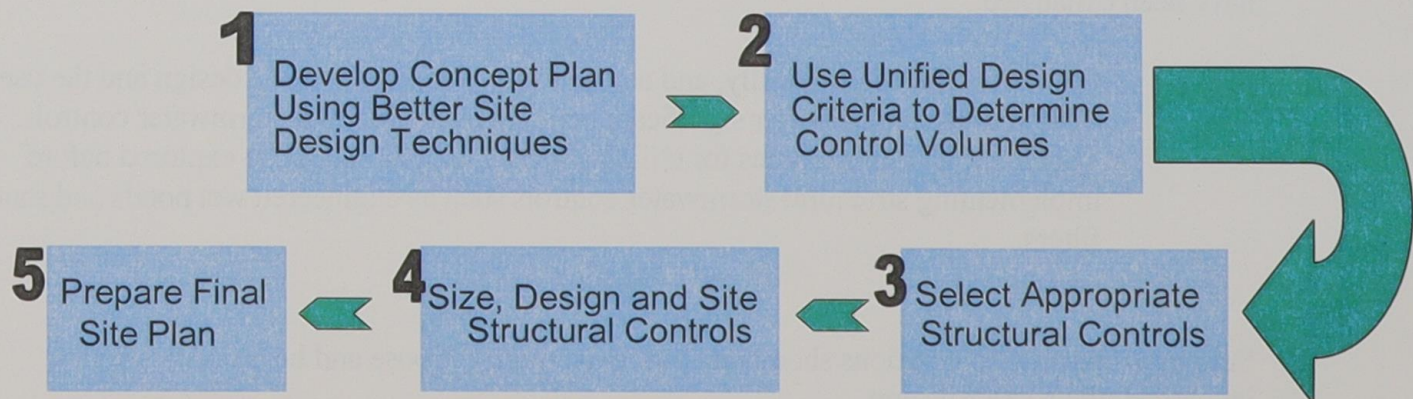 1
Develop Concept Plan
Using Better Site
Design Techniques
2
Use Unified Design
Criteria to Determine
Control Volumes
3
Select Appropriate
Structural Controls
4
Size, Design and Site
Structural Controls
5
Prepare Final
Site Plan